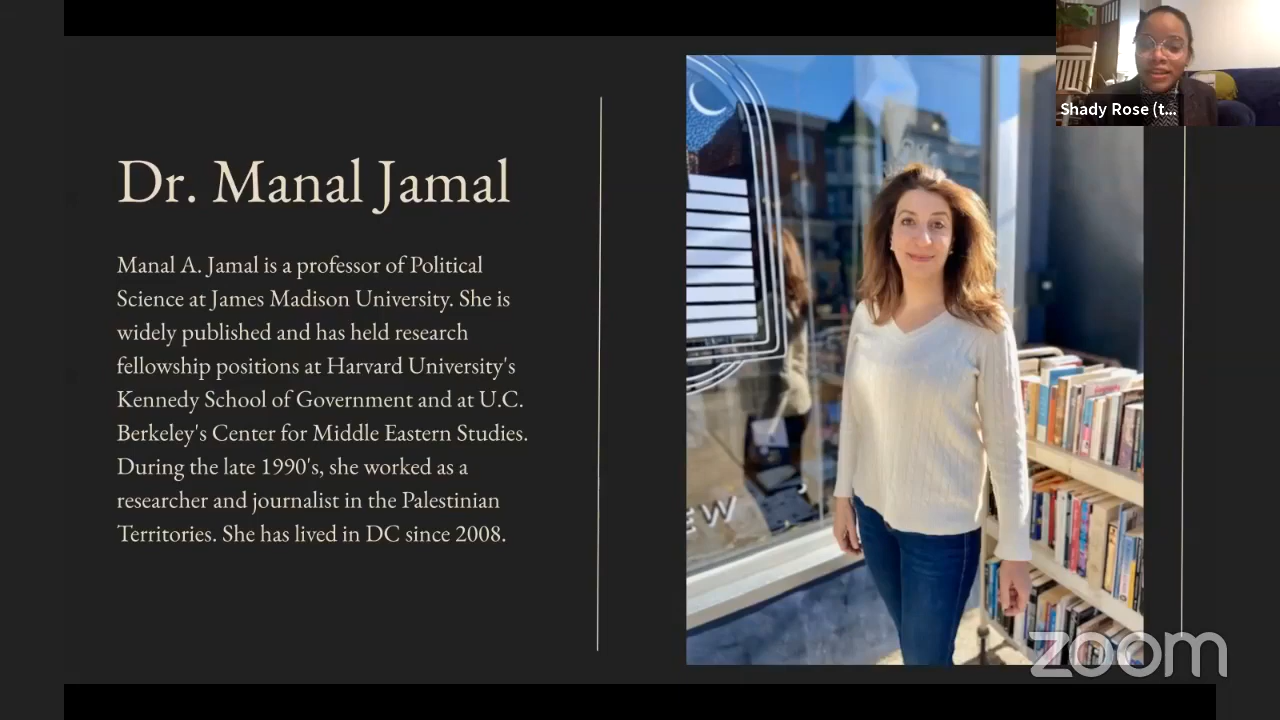 Dr. Manal Jamal
Manal A. Jamal is a professor of Political
Science at James Madison University. She is
widely published and has held research
fellowship positions at Harvard University's
Kennedy School of Government and at U.C.
Berkeley's Center for Middle Eastern Studies.
During the late 1990's, she worked as a
researcher and journalist in the Palestinian
Territories. She has lived in DC since 2008.
Shady Rose (t...
EW
zoom